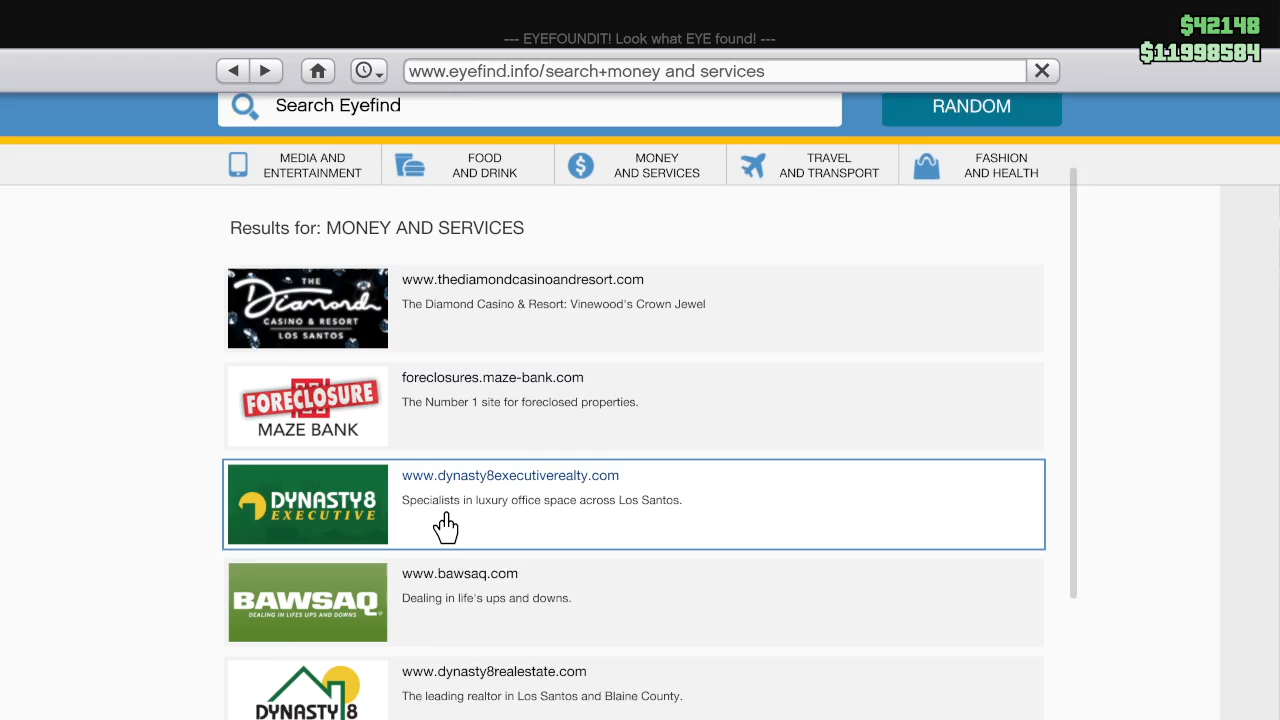 $42148
--- EYEFOUNDIT! Look what EYE found! ---
$11998584
www.eyefind.info/search+money and services
Search Eyefind
RANDOM
MEDIA AND
ENTERTAINMENT
FOOD
AND DRINK
MONEY
AND SERVICES
TRAVEL
AND TRANSPORT
FASHION
AND HEALTH
Results for: MONEY AND SERVICES
THE
Diamond
CASINO & RESORT
LOS SANTOS
www.thediamondcasinoandresort.com
The Diamond Casino & Resort: Vinewood's Crown Jewel
FORECLOSURE
MAZE BANK
foreclosures.maze-bank.com
The Number 1 site for foreclosed properties.
DYNASTY8
EXECUTIVE
www.dynasty8executiverealty.com
Specialists in luxury office space across Los Santos.
BAWSAQ
DEALING IN LIFES UPS AND DOWNS
www.bawsaq.com
Dealing in life's ups and downs.
DYNASTY 8
www.dynasty8realestate.com
The leading realtor in Los Santos and Blaine County.